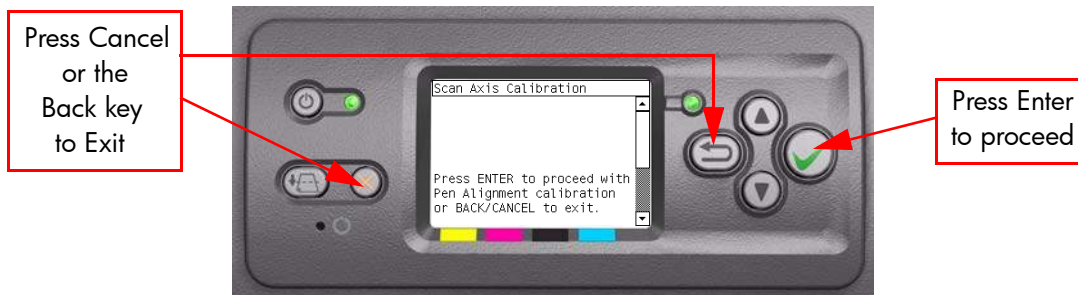 Press Cancel
or the
Back key
to Exit
Scan Axis Calibration
Press ENTER to proceed with
Pen Alignment calibration
or BACK/CANCEL to exit.
Press Enter
to proceed